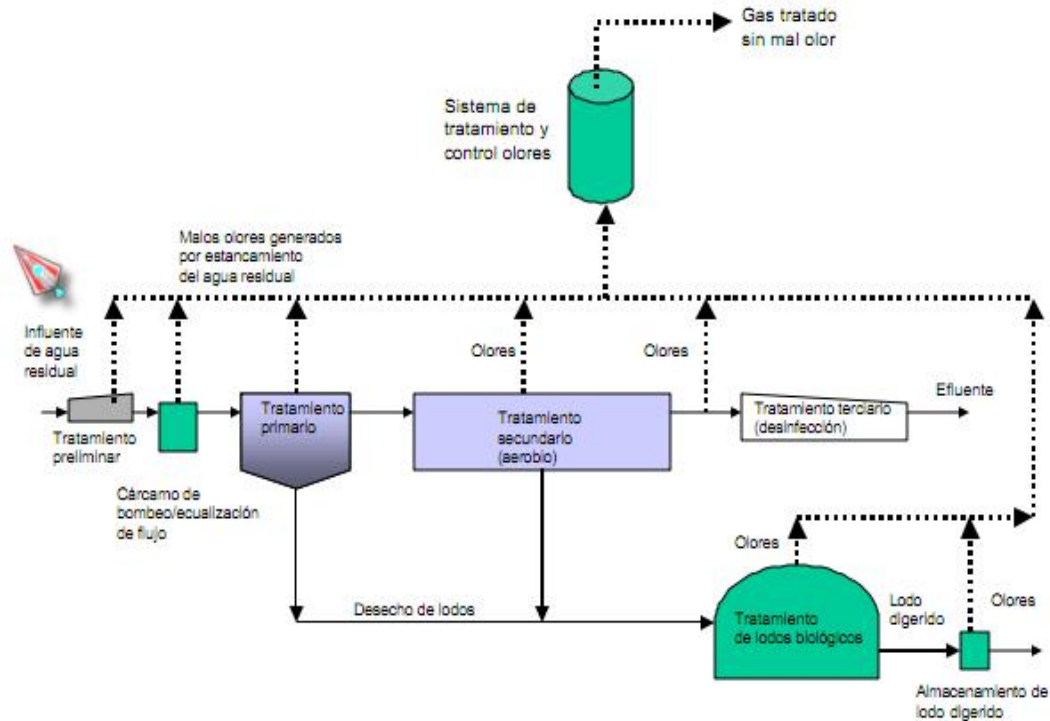 Gas tratado
sin mal olor
Sistema de
tratamiento y
control olores
Malos olores generados
por estancamiento
del agua residual
Influente
de agua
residual
Olores
Olores
Efluente
Tratamiento
primario
Tratamiento
secundario
(aerobio)
Tratamiento terciario
(desinfección)
Tratamiento
preliminar
Cárcamo de
bombeo/ecualización
de flujo
Olores
Desecho de lodos
Tratamiento
de lodos biológicos
Lodo
digerido
Olores
Almacenamiento de
lodo digerido